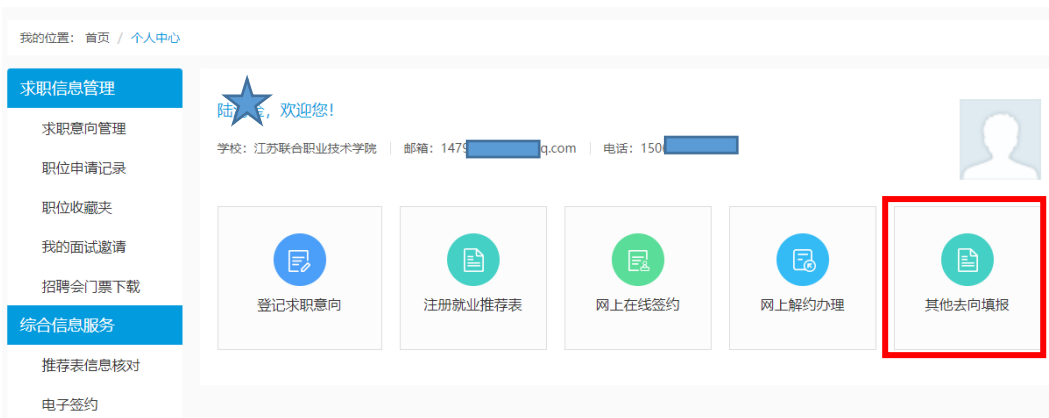 我的位置： 首页 / 个人中心
求职信息管理
求职意向管理
职位申请记录
职位收藏夹
我的面试邀请
招聘会门票下载
综合信息服务
推荐表信息核对
电子签约
陆 金，欢迎您！
学校：江苏联合职业技术学院 | 邮箱：1479 q.com | 电话：150
登记求职意向
注册就业推荐表
网上在线签约
网上解约办理
其他去向填报